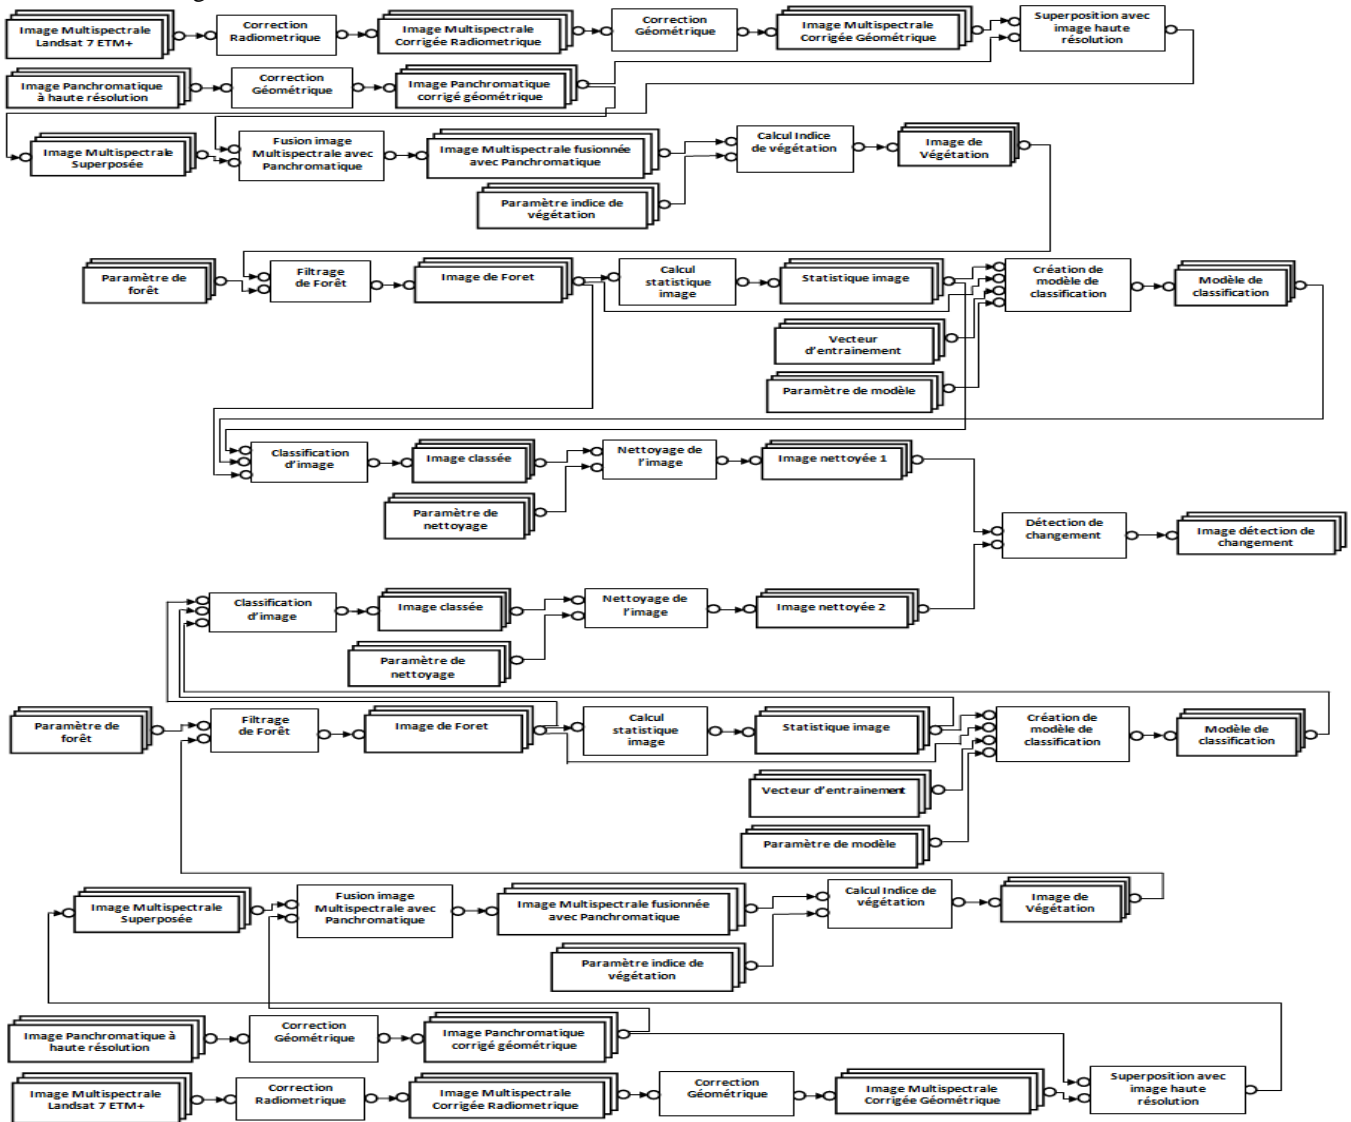 Image Multispectrale
Landsat 7 ETM+
Correction
Radiometrique
Image Multispectrale
Corrigée Radiometrique
Correction
Géométrique
Image Multispectrale
Corrigée Géométrique
Superposition avec
image haute
résolution
Image Panchromatique
à haute résolution
Correction
Géométrique
Image Panchromatique
corrigé géométrique
Image Multispectrale
Superposée
Fusion image
Multispectrale avec
Panchromatique
Image Multispectrale fusionnée
avec Panchromatique
Calcul Indice
de végétation
Image de
Végétation
Paramètre indice de
végétation
Paramètre de
forêt
Filtrage
de Forêt
Image de Foret
Calcul
statistique
image
Statistique image
Création de
modèle de
classification
Modèle de
classification
Vecteur
d'entrainement
Paramètre de modèle
Classification
d'image
Image classée
Nettoyage de
l'image
Image nettoyée 1
Paramètre de
nettoyage
Détection de
changement
Image détection de
changement
Classification
d'image
Image classée
Nettoyage de
l'image
Image nettoyée 2
Paramètre de
nettoyage
Paramètre de
forêt
Filtrage
de Forêt
Image de Foret
Calcul
statistique
image
Statistique image
Création de
modèle de
classification
Modèle de
classification
Vecteur d'entrainement
Paramètre de modèle
Image Multispectrale
Superposée
Fusion image
Multispectrale avec
Panchromatique
Image Multispectrale fusionnée
avec Panchromatique
Calcul Indice de
végétation
Image de
Végétation
Paramètre indice de
végétation
Image Panchromatique à
haute résolution
Correction
Géométrique
Image Panchromatique
corrigé géométrique
Image Multispectrale
Landsat 7 ETM+
Correction
Radiometrique
Image Multispectrale
Corrigée Radiometrique
Correction
Géométrique
Image Multispectrale
Corrigée Géométrique
Superposition avec
image haute
résolution